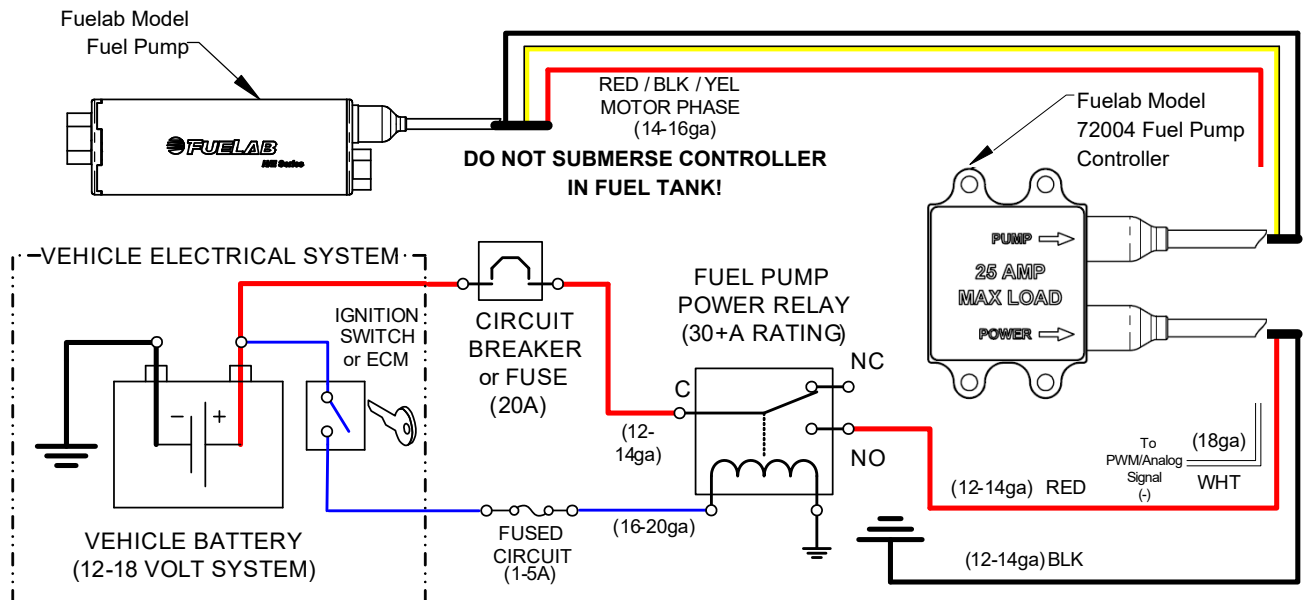 Fuelab Model
Fuel Pump
FUELAB
RED / BLK / YEL
MOTOR PHASE
(14-16ga)
DO NOT SUBMERSE CONTROLLER
IN FUEL TANK!
Fuelab Model
72004 Fuel Pump
Controller
PUMP
25 AMP
MAX LOAD
POWER
VEHICLE ELECTRICAL SYSTEM
IGNITION
SWITCH
or ECM
CIRCUIT
BREAKER
or FUSE
(20A)
FUEL PUMP
POWER RELAY
(30+A RATING)
NC
C
NO
(12-
14ga)
- +
To
PWM/Analog
Signal
(-)
(18ga)
WHT
(12-14ga) RED
(16-20ga)
FUSED
CIRCUIT
(1-5A)
VEHICLE BATTERY
(12-18 VOLT SYSTEM)
(12-14ga) BLK